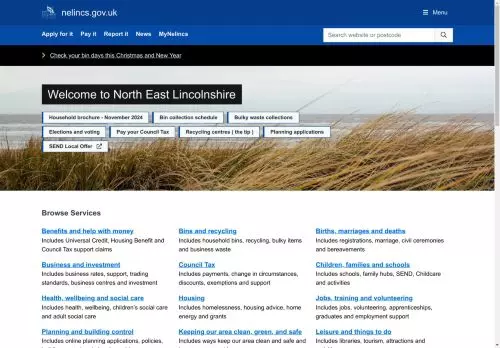 nelincs.gov.uk
Menu
Apply for it Pay it Report it News MyNelincs
Search website or postcode
Check your bin days this Christmas and New Year
Welcome to North East Lincolnshire
Household brochure - November 2024 Bin collection schedule Bulky waste collections
Elections and voting Pay your Council Tax Recycling centres ( the tip ) Planning applications
SEND Local Offer
Browse Services
Benefits and help with money
Includes Universal Credit, Housing Benefit and
Council Tax support claims
Bins and recycling
Includes household bins, recycling, bulky items
and business waste
Births, marriages and deaths
Includes registrations, marriage, civil ceremonies
and bereavements
Business and investment
Includes business rates, support, trading
standards, business centres and investment
Council Tax
Includes payments, change in circumstances,
discounts, exemptions and support
Children, families and schools
Includes schools, family hubs, SEND, Childcare
and activities
Health, wellbeing and social care
Includes health, wellbeing, children's social care
and adult social care
Housing
Includes homelessness, housing advice, home
energy and grants
Jobs, training and volunteering
Includes jobs, volunteering, apprenticeships,
graduates and employment support
Planning and building control
Includes online planning applications, policies,
Keeping our area clean, green, and safe
Includes ways keep our area clean and safe and
Leisure and things to do
Includes libraries, tourism, attractions and